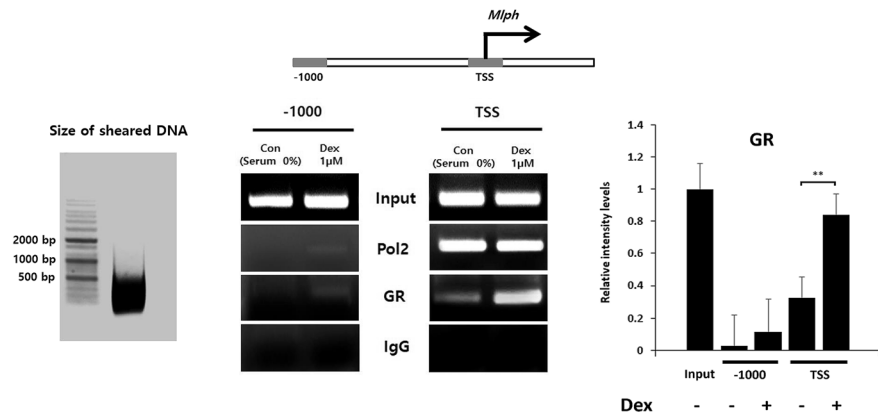 Mlph
-1000
TSS
Size of sheared DNA
2000 bp
1000 bp
500 bp
-1000
Con
(Serum 0%)
Dex
1μM
TSS
Con
(Serum 0%)
Dex
1μM
Input
Pol2
GR
IgG
GR
**
Relative intensity levels
1.4
1.2
1
0.8
0.6
0.4
0.2
0
Input
-1000
TSS
Dex - - + - +